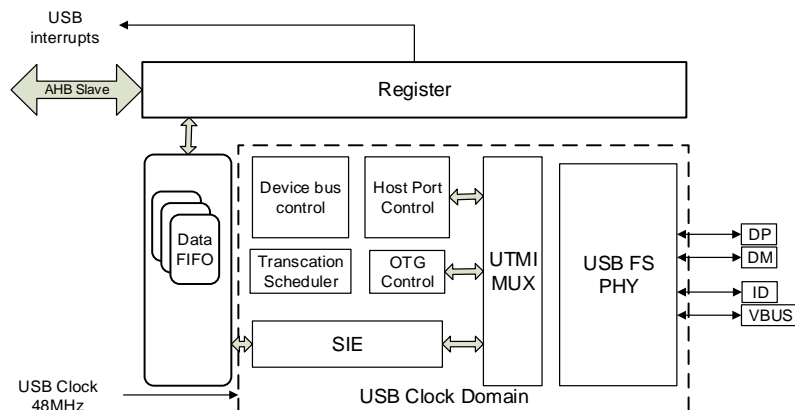 USB
interrupts
AHB Slave
Register
Device bus
control
Host Port
Control
Data
FIFO
Transcation
Scheduler
OTG
Control
UTMI
MUX
USB FS
PHY
DP
DM
ID
VBUS
SIE
USB Clock
48MHz
USB Clock Domain